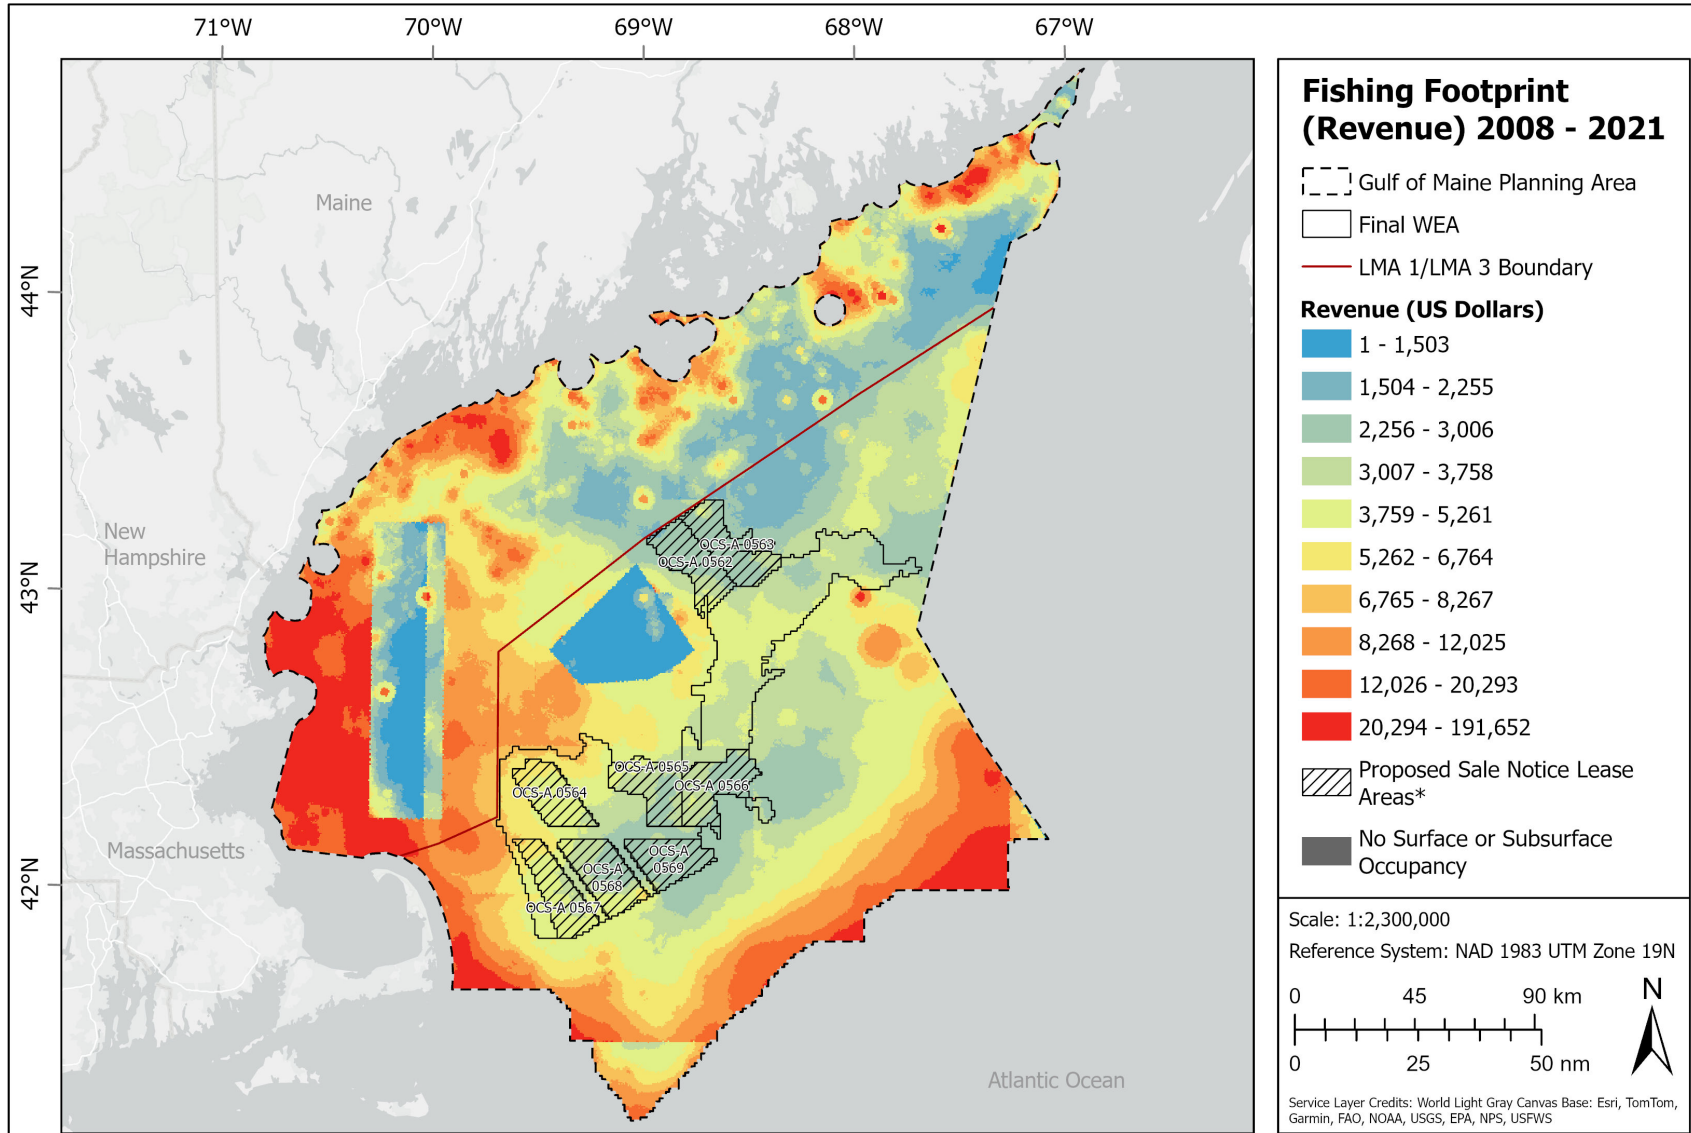 71°W 70°W 69°W 68°W 67°W
44°N
43°N
42°N
Maine
New
Hampshire
Massachusetts
Atlantic Ocean
OCS-A 0563
OCS-A 0562
OCS-A 0565
OCS-A 0566
OCS-A 0564
OCS-A
0569
OCS-A
0568
OCS-A 0567
Fishing Footprint
(Revenue) 2008 - 2021
Gulf of Maine Planning Area
Final WEA
LMA 1/LMA 3 Boundary
Revenue (US Dollars)
1 - 1,503
1,504 - 2,255
2,256 - 3,006
3,007 - 3,758
3,759 - 5,261
5,262 - 6,764
6,765 - 8,267
8,268 - 12,025
12,026 - 20,293
20,294 - 191,652
Proposed Sale Notice Lease
Areas*
No Surface or Subsurface
Occupancy
Scale: 1:2,300,000
Reference System: NAD 1983 UTM Zone 19N
0 45 90 km
0 25 50 nm
N
Service Layer Credits: World Light Gray Canvas Base: Esri, TomTom,
Garmin, FAO, NOAA, USGS, EPA, NPS, USFWS